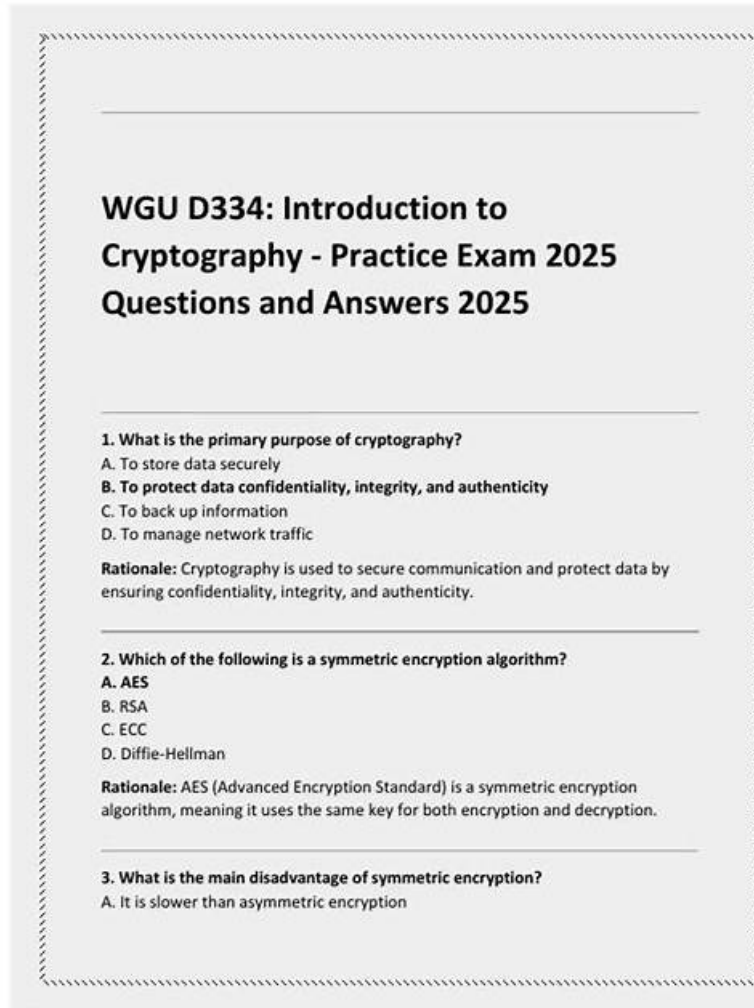 WGU D334: Introduction to
Cryptography - Practice Exam 2025
Questions and Answers 2025
1. What is the primary purpose of cryptography?
A. To store data securely
B. To protect data confidentiality, integrity, and authenticity
C. To back up information
D. To manage network traffic
Rationale: Cryptography is used to secure communication and protect data by
ensuring confidentiality, integrity, and authenticity.
2. Which of the following is a symmetric encryption algorithm?
A. AES
B. RSA
C. ECC
D. Diffie-Hellman
Rationale: AES (Advanced Encryption Standard) is a symmetric encryption
algorithm, meaning it uses the same key for both encryption and decryption.
3. What is the main disadvantage of symmetric encryption?
A. It is slower than asymmetric encryption